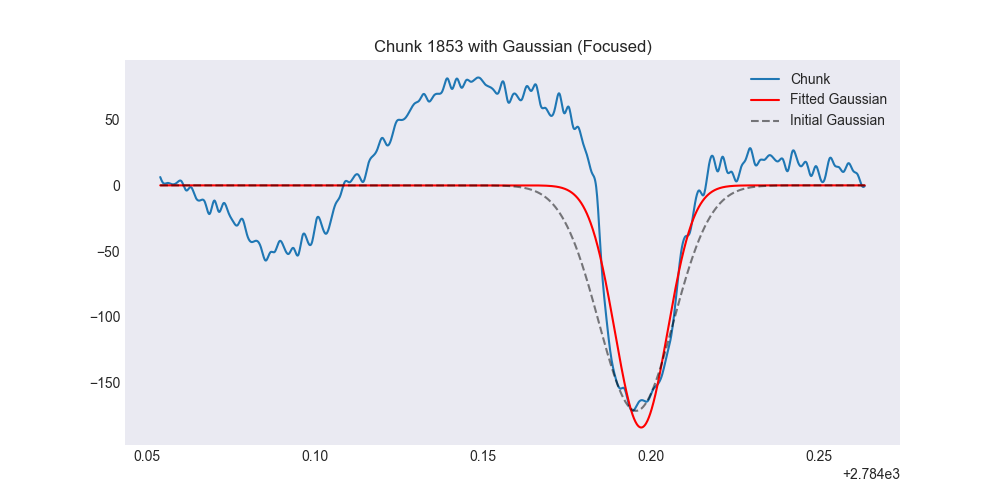 Chunk 1853 with Gaussian (Focused)
Chunk
Fitted Gaussian
Initial Gaussian
50
0
−50
−100
−150
0.05 0.10 0.15 0.20 0.25
+2.784e3